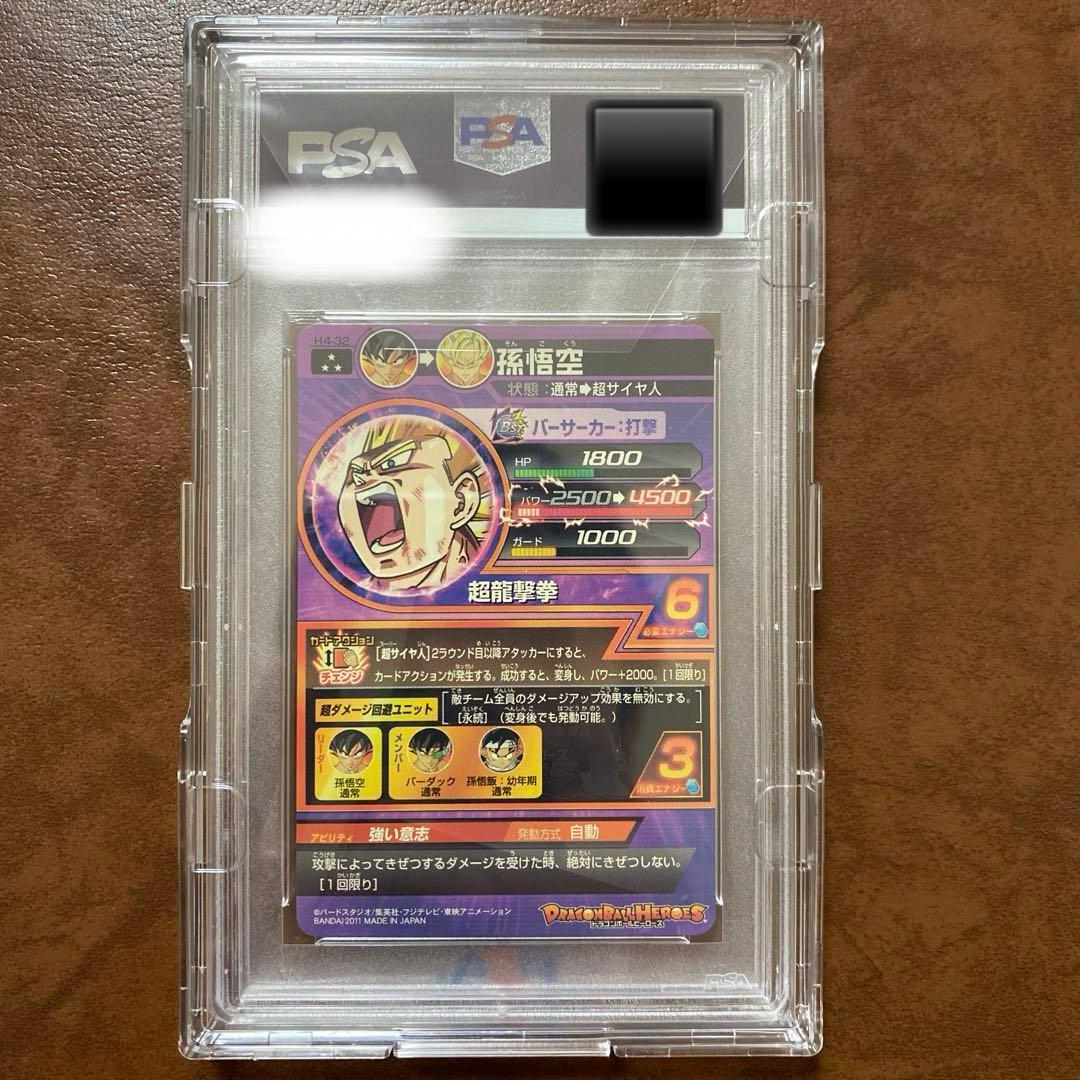 PSA
PSA
H4-32
そん ご くう
孫悟空
状態:通常➡超サイヤ人
Bs バーサーカー:打撃
HP 1800
パワー 2500➡4500
ガード 1000
超龍撃拳
6
必要エナジー
カードアクション
チェンジ
[超サイヤ人]2ラウンド目以降アタッカーにすると、
カードアクションが発生する。成功すると、変身し、パワー+2000。[1回限り]
超ダメージ回避ユニット
敵チーム全員のダメージアップ効果を無効にする。
[永続](変身後でも発動可能。)
リーダー
孫悟空
通常
メンバー
バーダック
通常
孫悟飯:幼年期
通常
3
消費エナジー
アビリティ 強い意志 発動方式 自動
攻撃によってきぜつするダメージを受けた時、絶対にきぜつしない。
[1回限り]
©バードスタジオ/集英社・フジテレビ・東映アニメーション
BANDAI 2011 MADE IN JAPAN
DRAGONBALL HEROES
ドラゴンボールヒーローズ
PSA